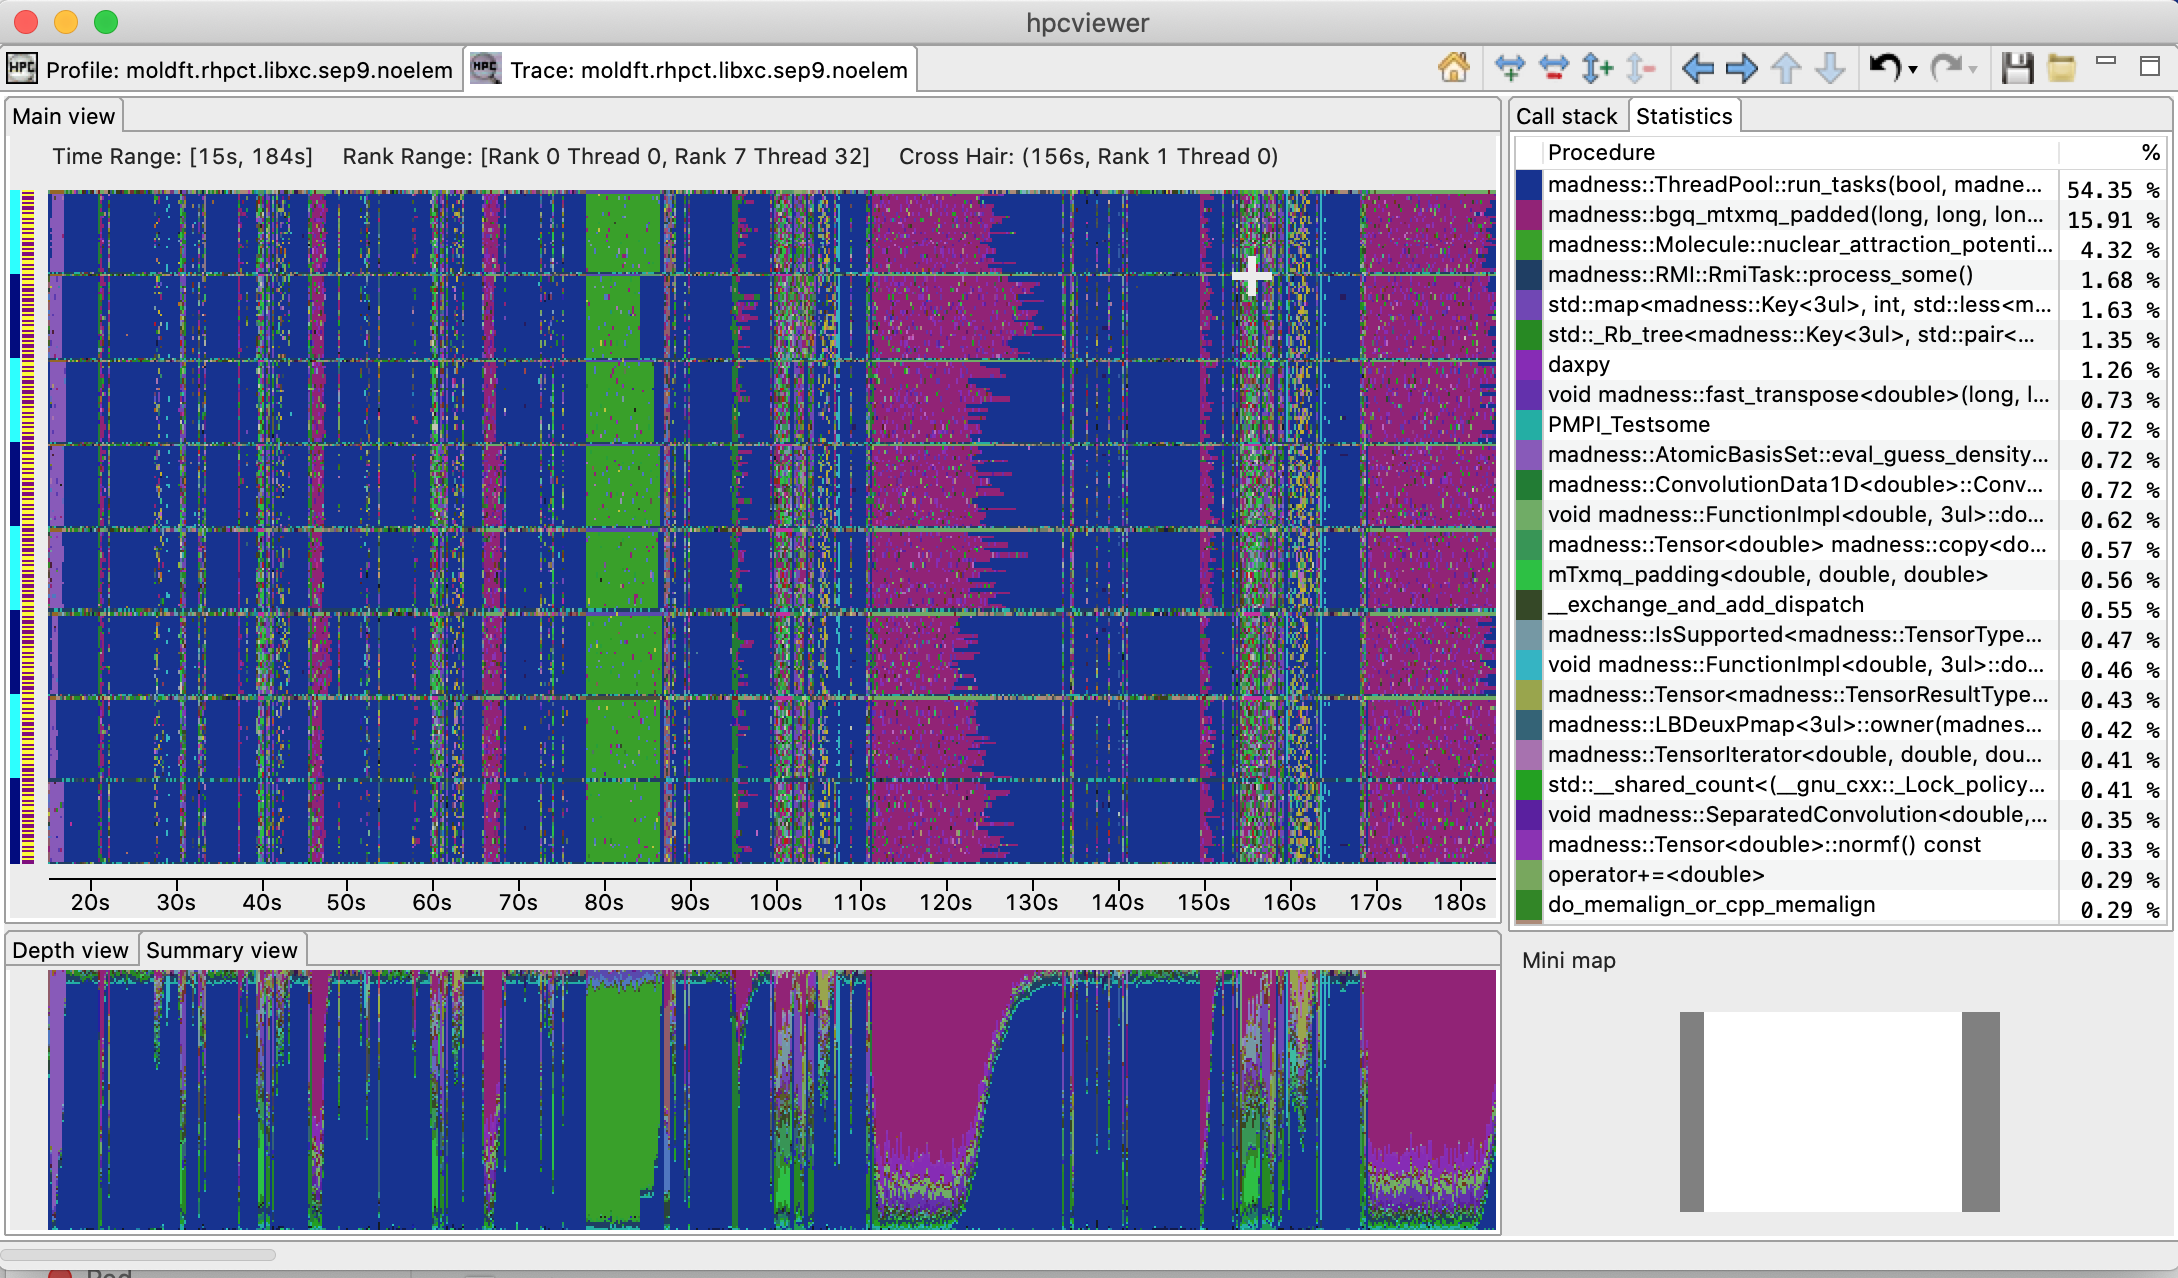 hpcviewer
HPC Profile: moldft.rhpct.libxc.sep9.noelem
HPC Trace: moldft.rhpct.libxc.sep9.noelem
Main view
Time Range: [15s, 184s] Rank Range: [Rank 0 Thread 0, Rank 7 Thread 32] Cross Hair: (156s, Rank 1 Thread 0)
20s 30s 40s 50s 60s 70s 80s 90s 100s 110s 120s 130s 140s 150s 160s 170s 180s
Depth view Summary view
Call stack Statistics
Procedure %
madness::ThreadPool::run_tasks(bool, madne... 54.35 %
madness::bgq_mtxmq_padded(long, long, lon... 15.91 %
madness::Molecule::nuclear_attraction_potenti... 4.32 %
madness::RMI::RmiTask::process_some() 1.68 %
std::map<madness::Key<3ul>, int, std::less<m... 1.63 %
std::_Rb_tree<madness::Key<3ul>, std::pair<... 1.35 %
daxpy 1.26 %
void madness::fast_transpose<double>(long, l... 0.73 %
PMPI_Testsome 0.72 %
madness::AtomicBasisSet::eval_guess_density... 0.72 %
madness::ConvolutionData1D<double>::Conv... 0.72 %
void madness::FunctionImpl<double, 3ul>::do... 0.62 %
madness::Tensor<double> madness::copy<do... 0.57 %
mTxmq_padding<double, double, double> 0.56 %
__exchange_and_add_dispatch 0.55 %
madness::IsSupported<madness::TensorType... 0.47 %
void madness::FunctionImpl<double, 3ul>::do... 0.46 %
madness::Tensor<madness::TensorResultType... 0.43 %
madness::LBDeuxPmap<3ul>::owner(madnes... 0.42 %
madness::TensorIterator<double, double, dou... 0.41 %
std::__shared_count<(__gnu_cxx::_Lock_policy... 0.41 %
void madness::SeparatedConvolution<double,... 0.35 %
madness::Tensor<double>::normf() const 0.33 %
operator+=<double> 0.29 %
do_memalign_or_cpp_memalign 0.29 %
Mini map